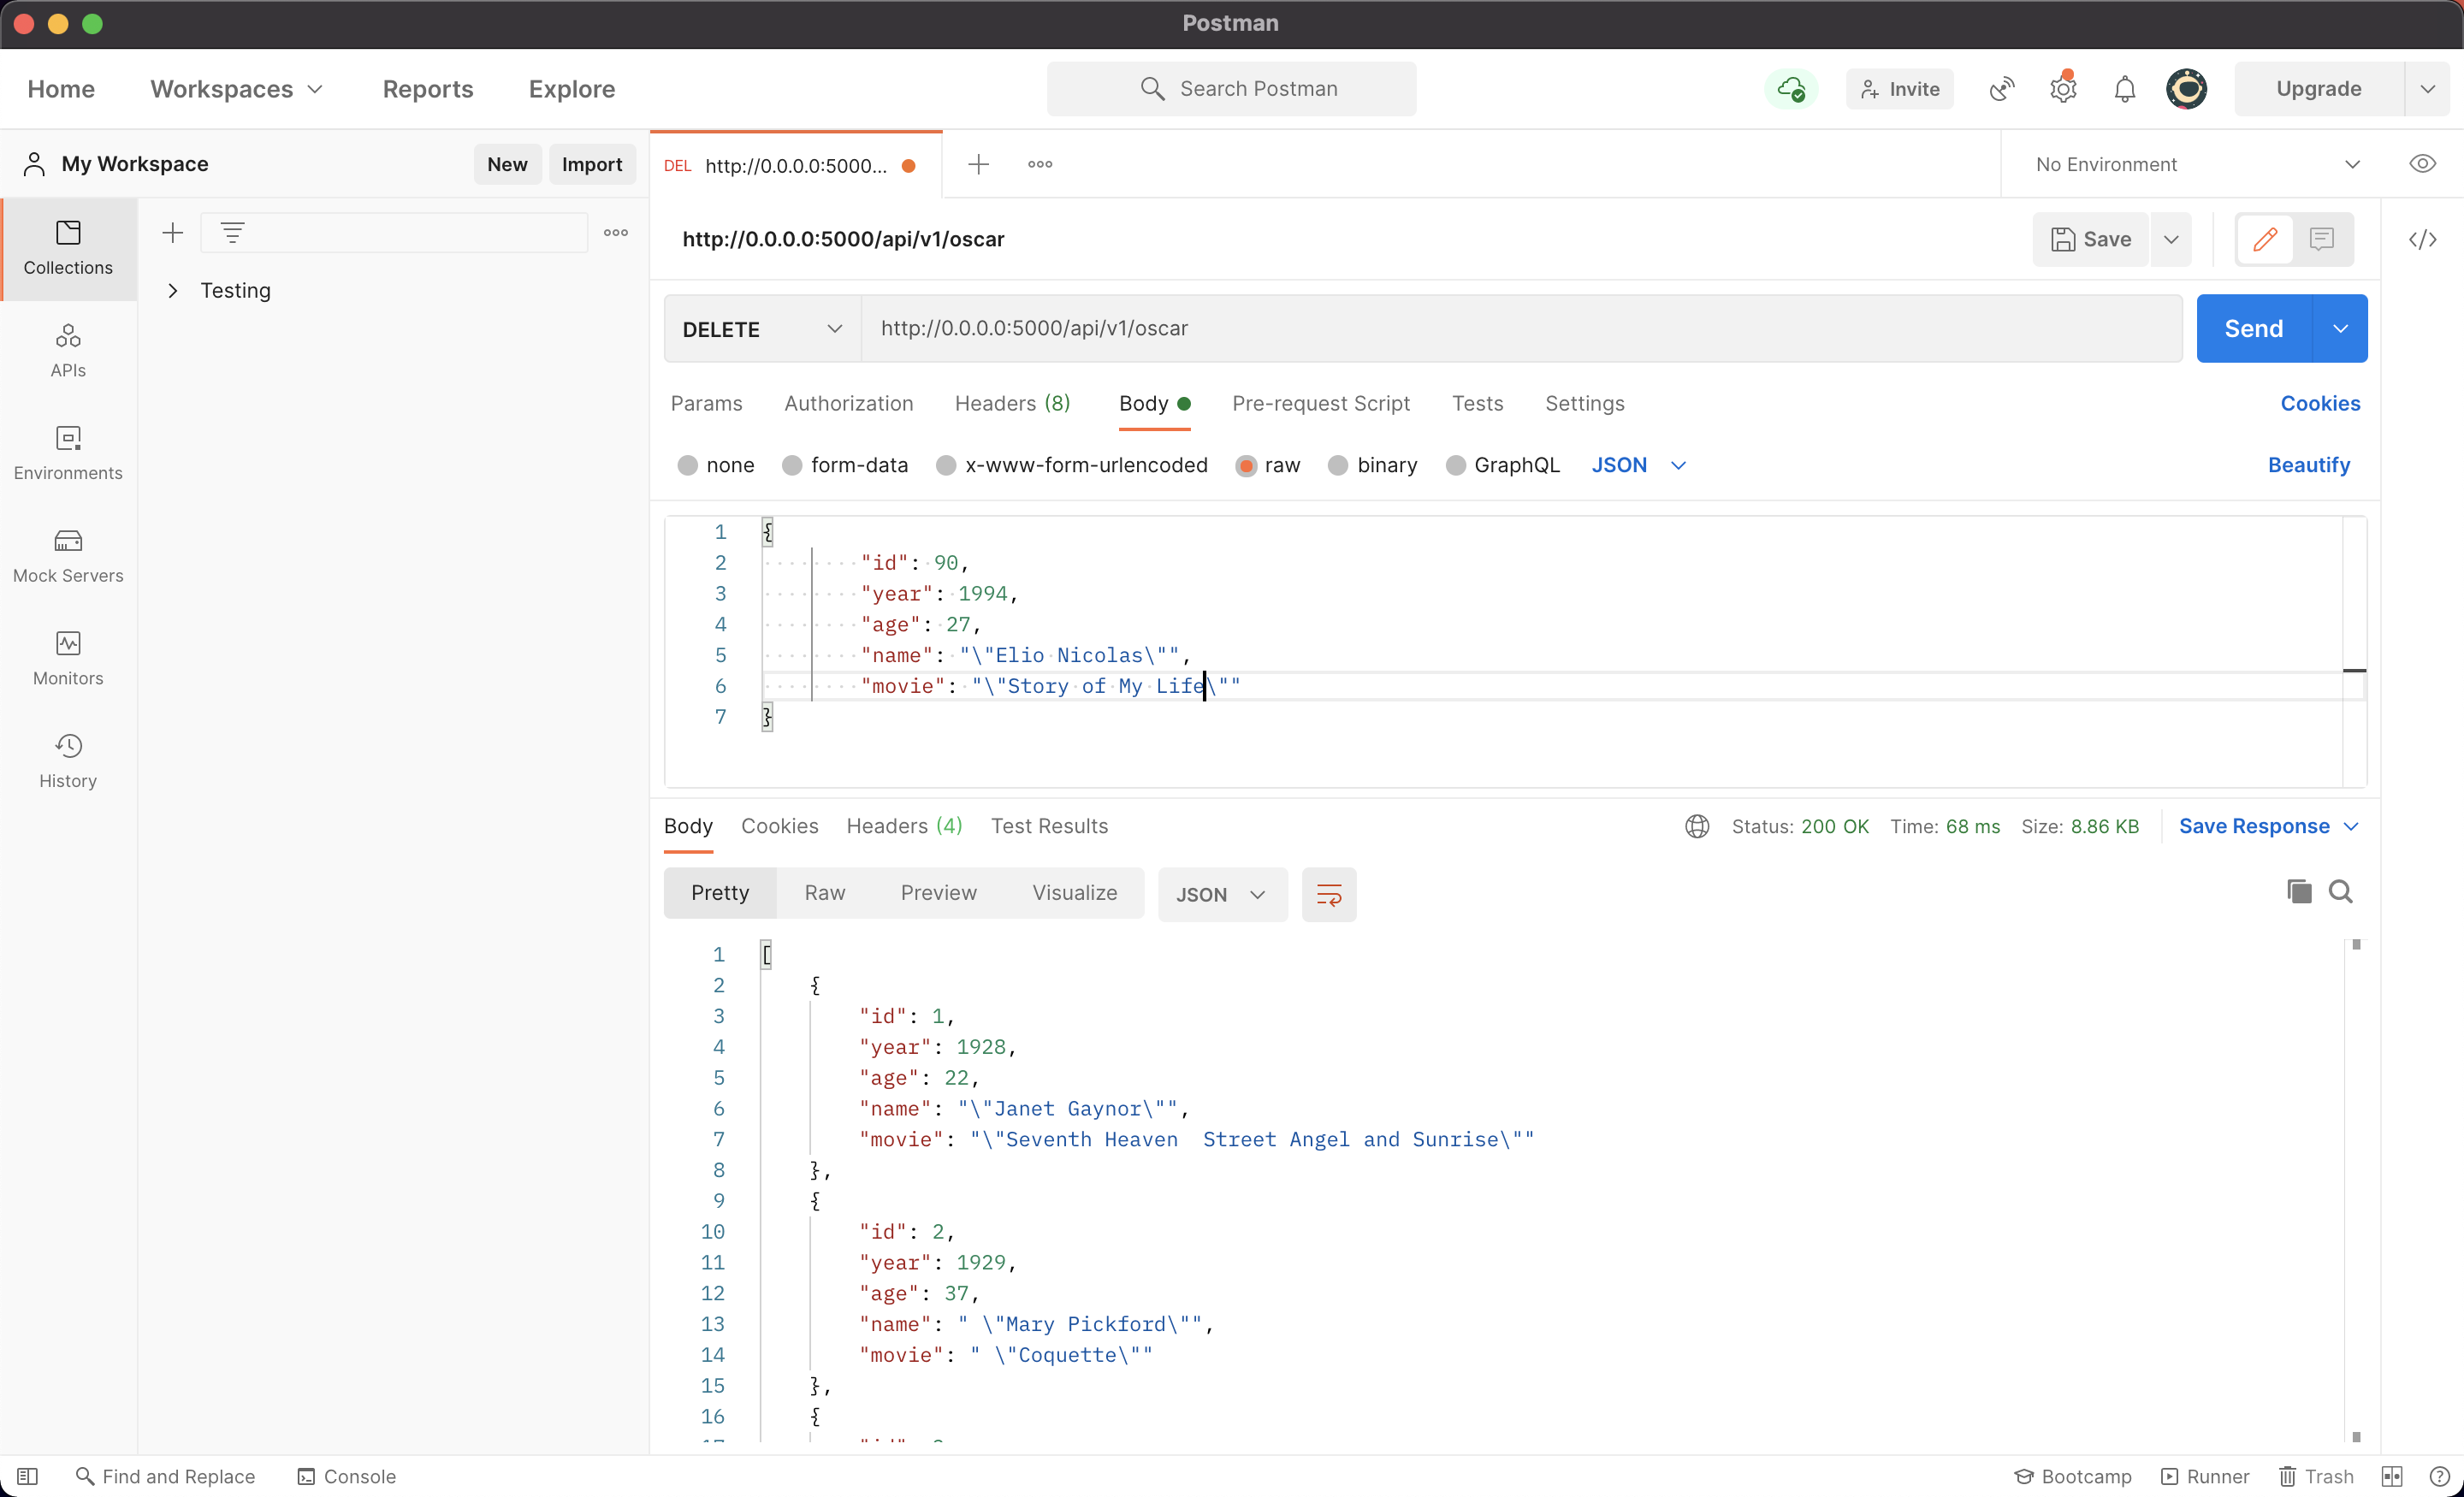 Postman
Home Workspaces Reports Explore Search Postman Invite Upgrade
My Workspace New Import DEL http://0.0.0.0:5000... No Environment
Collections
Testing
http://0.0.0.0:5000/api/v1/oscar Save
DELETE http://0.0.0.0:5000/api/v1/oscar Send
APIs
Params Authorization Headers (8) Body Pre-request Script Tests Settings Cookies
none form-data x-www-form-urlencoded raw binary GraphQL JSON Beautify
Environments
Mock Servers
Monitors
History
1 {
2 "id": 90,
3 "year": 1994,
4 "age": 27,
5 "name": "\"Elio Nicolas\"",
6 "movie": "\"Story of My Life\""
7 }
Body Cookies Headers (4) Test Results Status: 200 OK Time: 68 ms Size: 8.86 KB Save Response
Pretty Raw Preview Visualize JSON
1 [
2 {
3 "id": 1,
4 "year": 1928,
5 "age": 22,
6 "name": "\"Janet Gaynor\"",
7 "movie": "\"Seventh Heaven  Street Angel and Sunrise\""
8 },
9 {
10 "id": 2,
11 "year": 1929,
12 "age": 37,
13 "name": " \"Mary Pickford\"",
14 "movie": " \"Coquette\""
15 },
16 {
Find and Replace Console Bootcamp Runner Trash